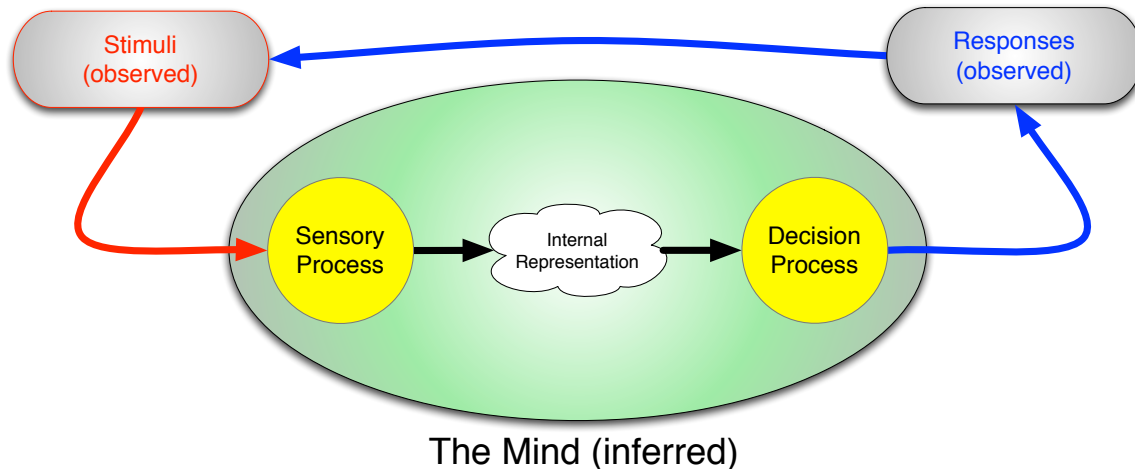 Stimuli
(observed)
Responses
(observed)
Sensory
Process
Internal
Representation
Decision
Process
The Mind (inferred)